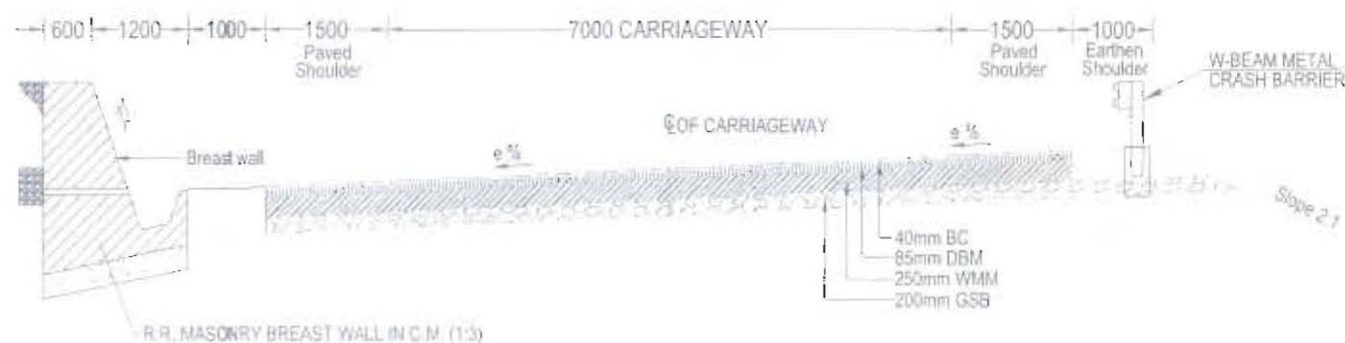 600 1200 1000 1500 7000 CARRIAGEWAY 1500 1000
Paved
Shoulder
Paved
Shoulder
Earthen
Shoulder
W-BEAM METAL
CRASH BARRIER
℄ OF CARRIAGEWAY
Breast wall
e %
e %
Slope 2:1
40mm BC
85mm DBM
250mm WMM
200mm GSB
R.R. MASONRY BREAST WALL IN C.M. (1:3)